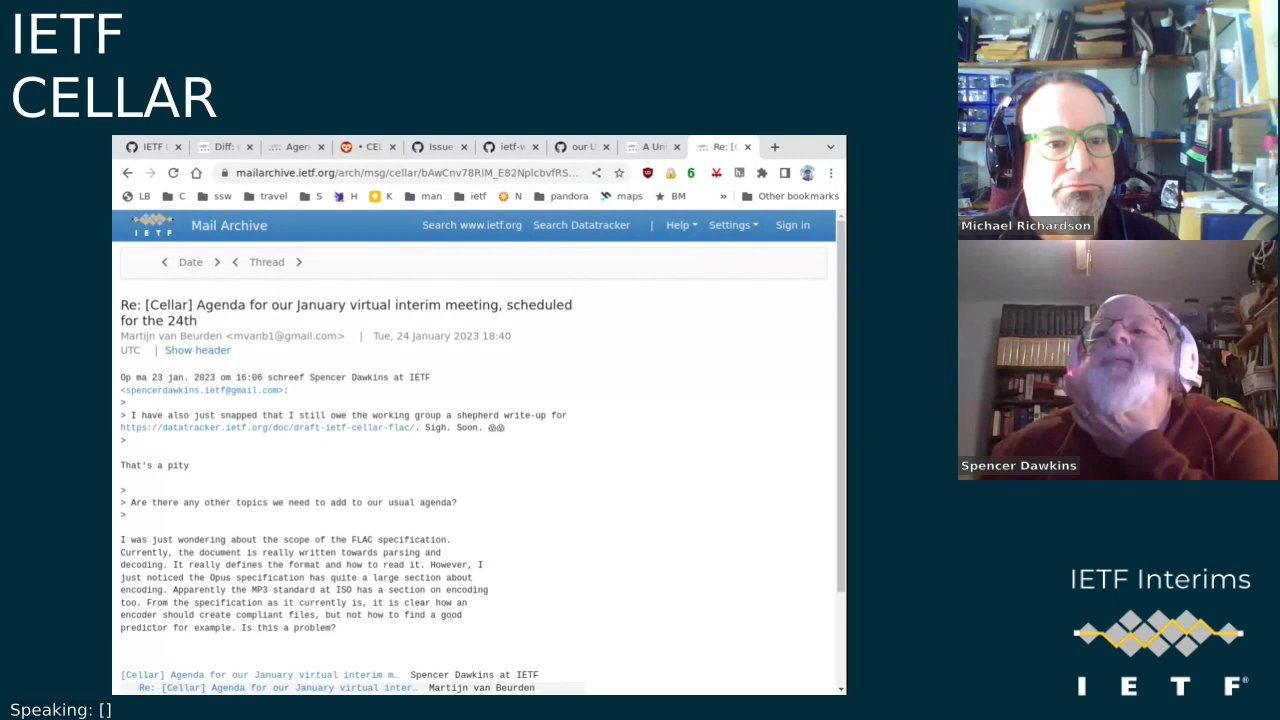 IETF
CELLAR
IETF L
Diff: c
Agen
• CEL
Issue
ietf-w
our U
A Un
Re: [C
mailarchive.ietf.org/arch/msg/cellar/bAwCnv78RlM_E82NplcbvfRS...
6
LB C ssw travel S H K man ietf N pandora maps BM » Other bookmarks
I E T F Mail Archive Search www.ietf.org Search Datatracker | Help Settings Sign in
Date Thread
Re: [Cellar] Agenda for our January virtual interim meeting, scheduled
for the 24th
Martijn van Beurden <mvanb1@gmail.com> | Tue, 24 January 2023 18:40
UTC | Show header
Op ma 23 jan. 2023 om 16:06 schreef Spencer Dawkins at IETF
<spencerdawkins.ietf@gmail.com>:
>
> I have also just snapped that I still owe the working group a shepherd write-up for
https://datatracker.ietf.org/doc/draft-ietf-cellar-flac/. Sigh. Soon.
>
That's a pity
>
> Are there any other topics we need to add to our usual agenda?
>
I was just wondering about the scope of the FLAC specification.
Currently, the document is really written towards parsing and
decoding. It really defines the format and how to read it. However, I
just noticed the Opus specification has quite a large section about
encoding. Apparently the MP3 standard at ISO has a section on encoding
too. From the specification as it currently is, it is clear how an
encoder should create compliant files, but not how to find a good
predictor for example. Is this a problem?
[Cellar] Agenda for our January virtual interim m… Spencer Dawkins at IETF
Re: [Cellar] Agenda for our January virtual inter… Martijn van Beurden
Michael Richardson
Spencer Dawkins
IETF Interims
I E T F®
Speaking: []